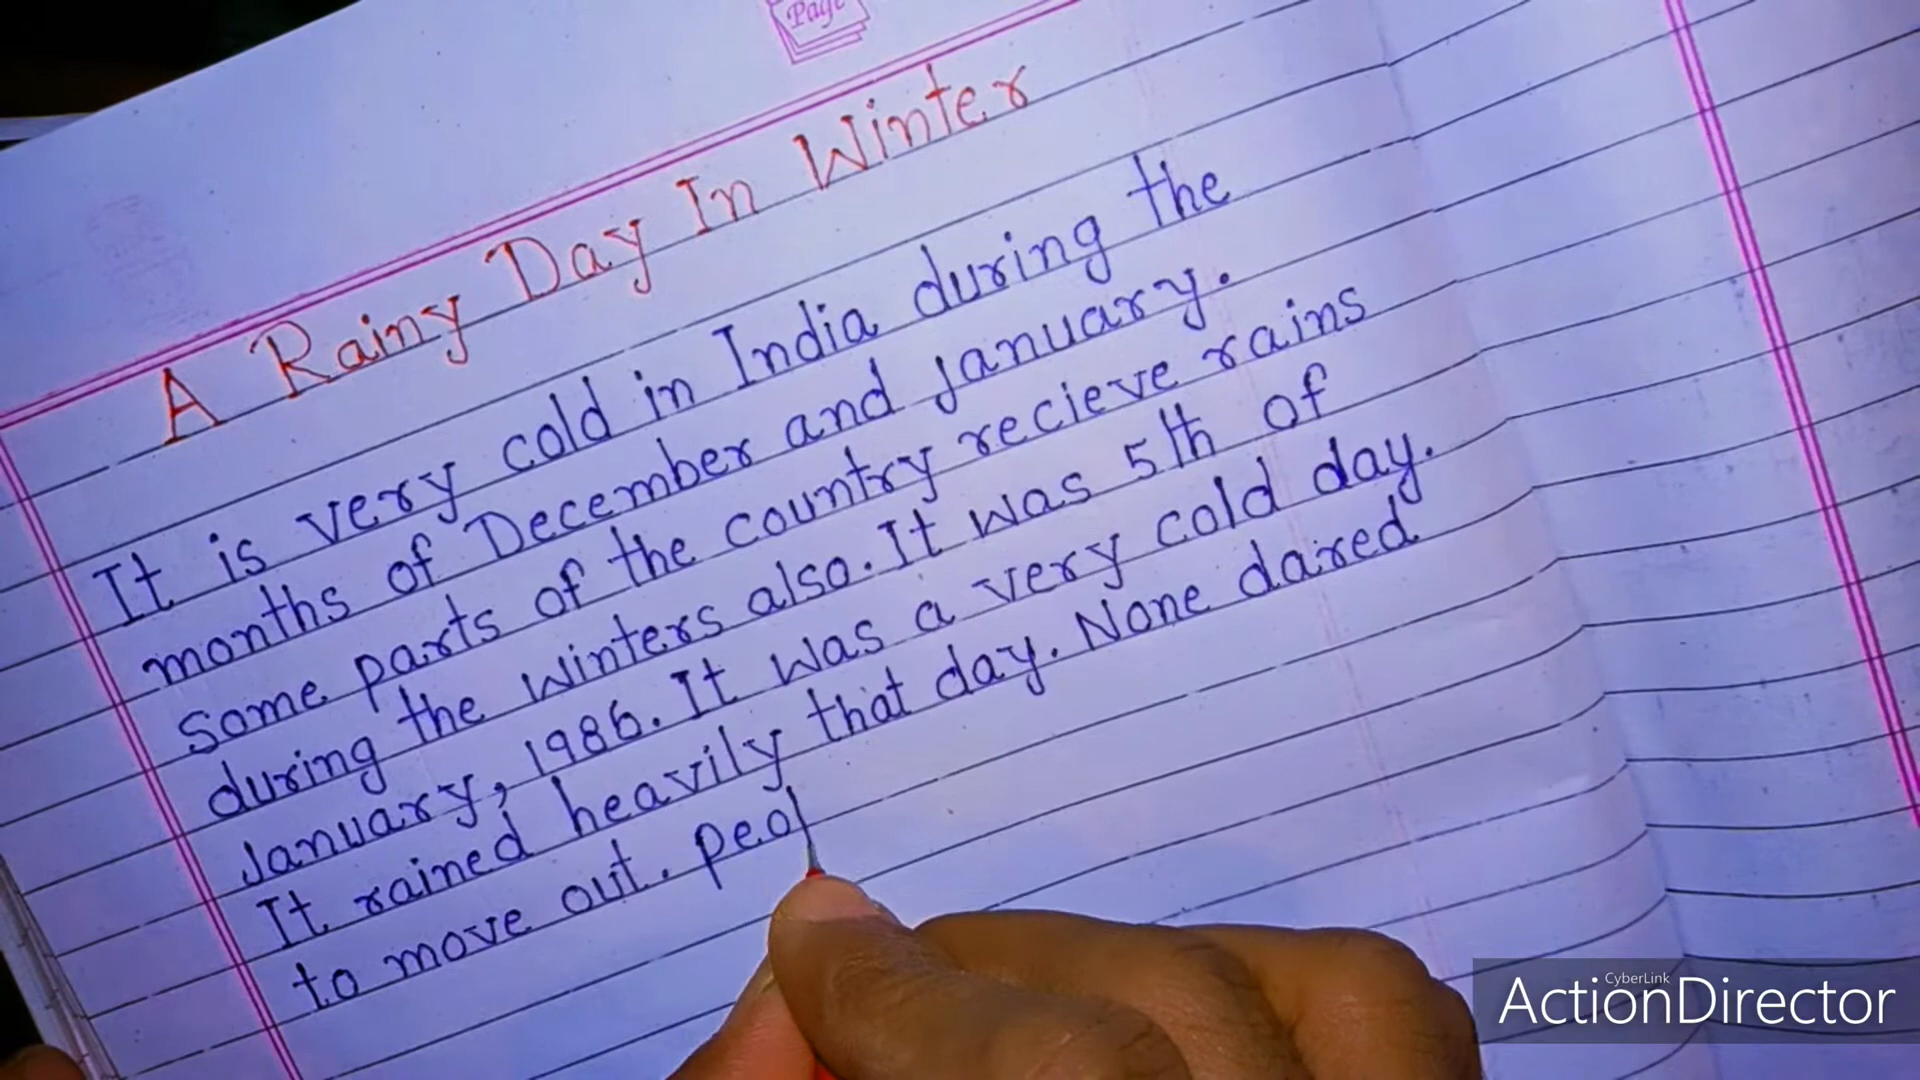 Page
A Rainy Day In Winter
It is very cold in India during the
months of December and January.
Some parts of the country recieve rains
during the winters also. It was 5th of
January, 1986. It was a very cold day.
It rained heavily that day. None dared
to move out. peo
CyberLink
ActionDirector